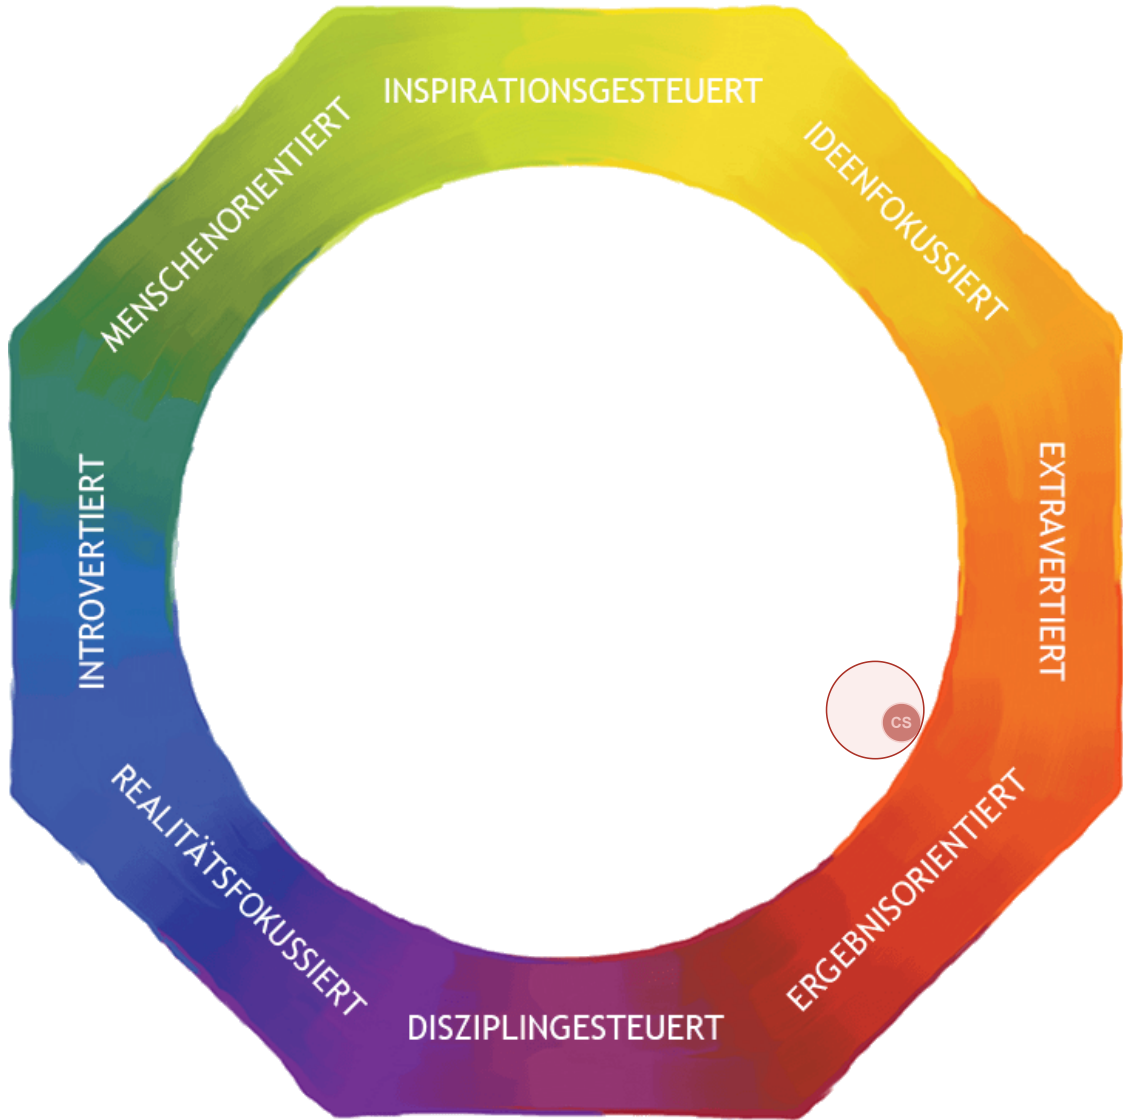 INSPIRATIONSGESTEUERT
IDEENFOKUSSIERT
EXTRAVERTIERT
ERGEBNISORIENTIERT
DISZIPLINGESTEUERT
REALITÄTSFOKUSSIERT
INTROVERTIERT
MENSCHENORIENTIERT
CS